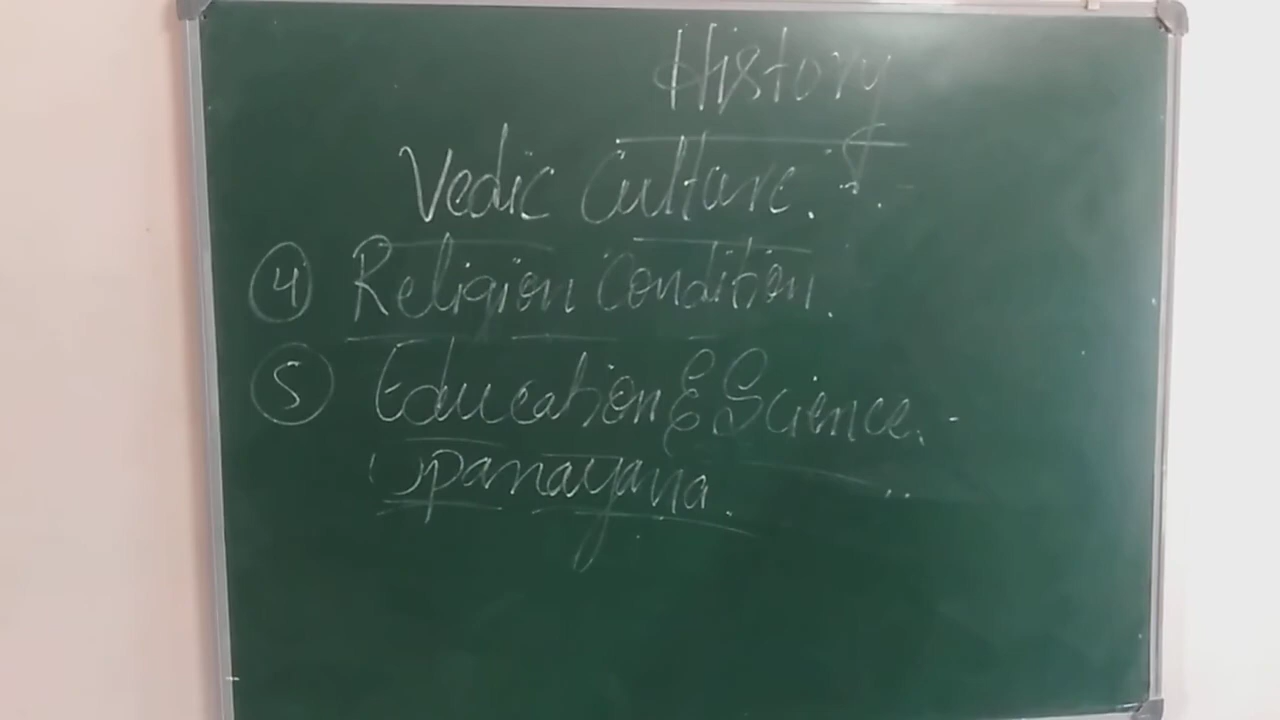 History
Vedic Culture.
4 Religion Condition.
5 Education & Science.
Upanayana.